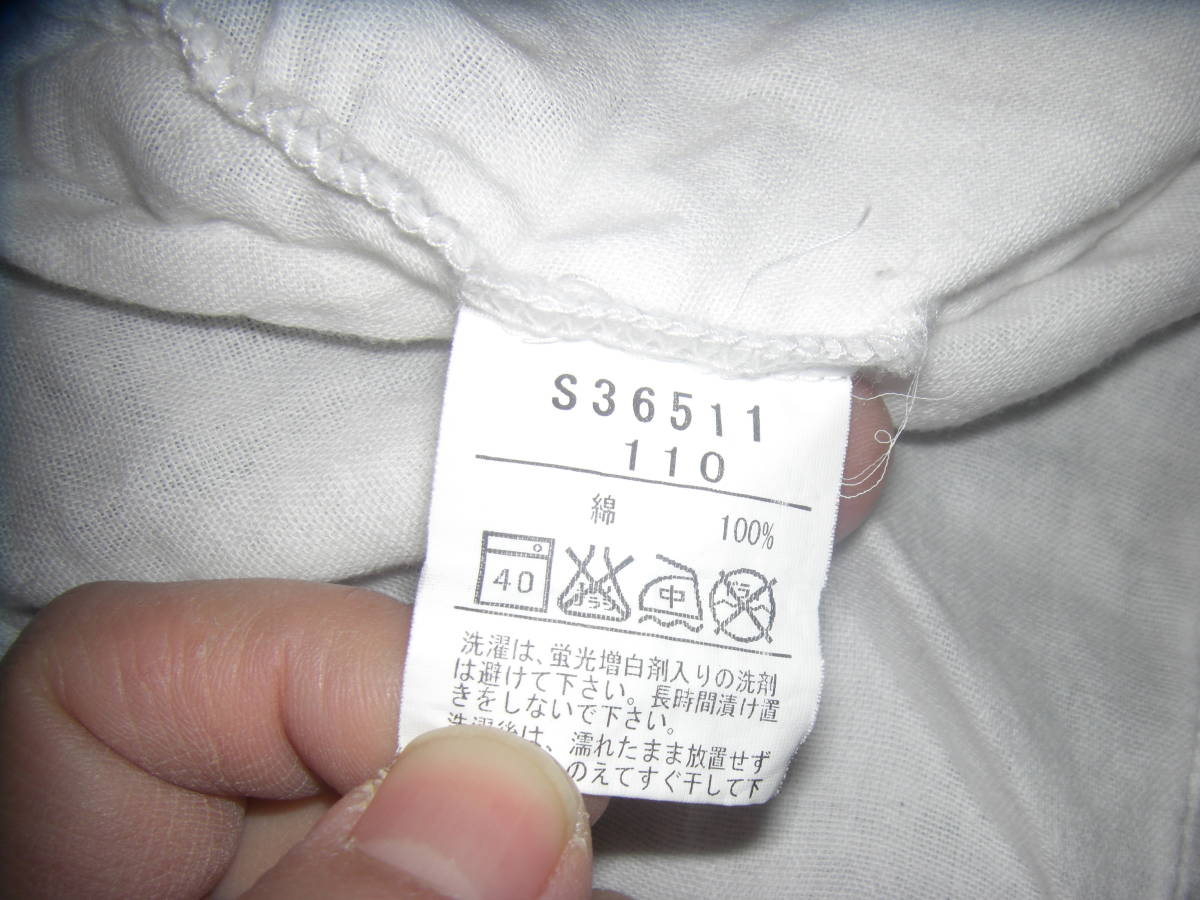 S36511
110
綿 100%
40 中
洗濯は、蛍光増白剤入りの洗剤
は避けて下さい。長時間漬け置
きをしないで下さい。
洗濯後は、濡れたまま放置せず
のえてすぐ干して下